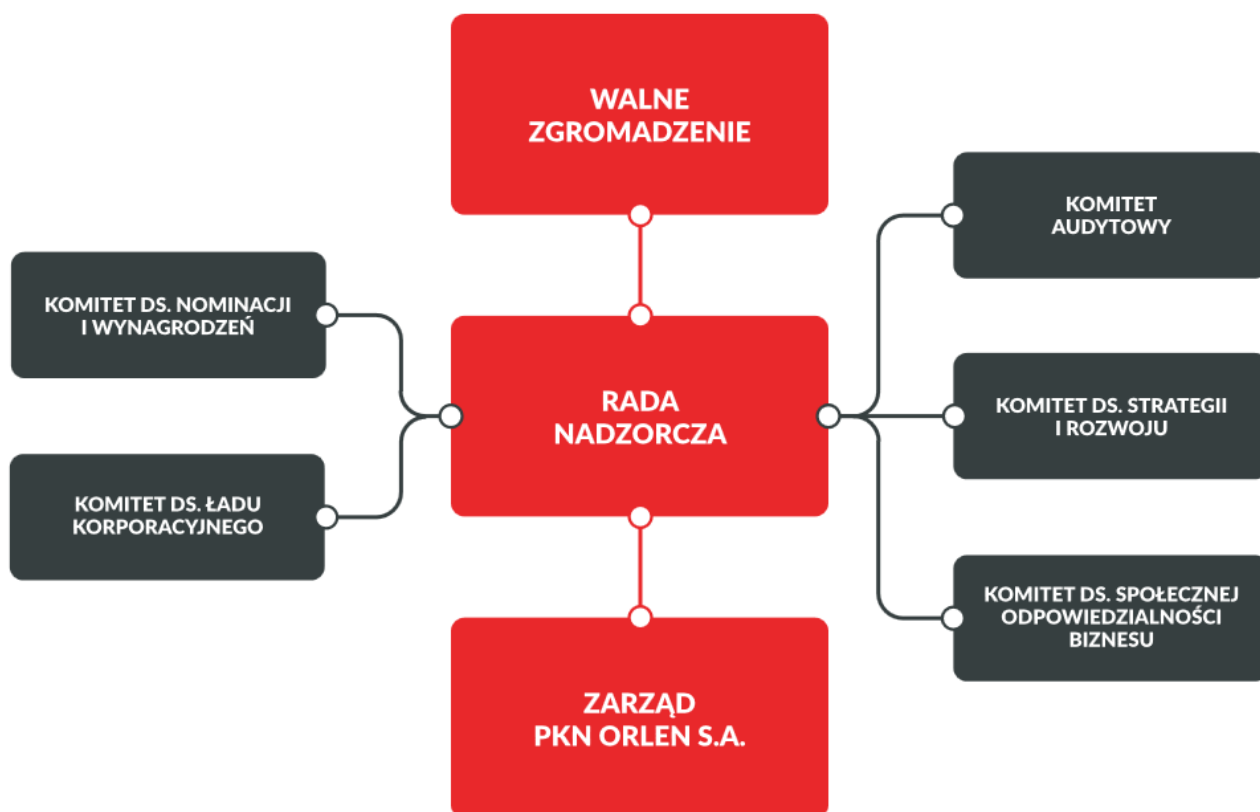 WALNE
ZGROMADZENIE
KOMITET
AUDYTOWY
KOMITET DS. NOMINACJI
I WYNAGRODZEŃ
RADA
NADZORCZA
KOMITET DS. STRATEGII
I ROZWOJU
KOMITET DS. ŁADU
KORPORACYJNEGO
KOMITET DS. SPOŁECZNEJ
ODPOWIEDZIALNOŚCI
BIZNESU
ZARZĄD
PKN ORLEN S.A.